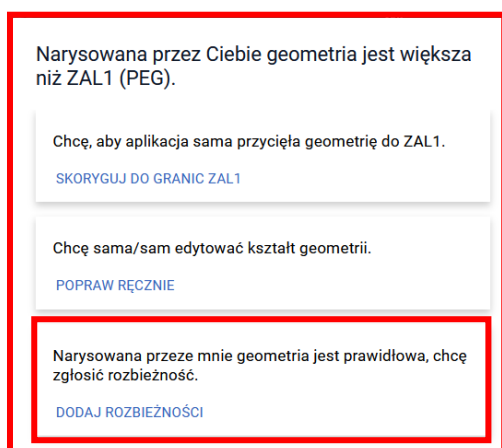 Narysowana przez Ciebie geometria jest większa
niż ZAL1 (PEG).
Chcę, aby aplikacja sama przycięła geometrię do ZAL1.
SKORYGUJ DO GRANIC ZAL1
Chcę sama/sam edytować kształt geometrii.
POPRAW RĘCZNIE
Narysowana przeze mnie geometria jest prawidłowa, chcę
zgłosić rozbieżność.
DODAJ ROZBIEŻNOŚCI